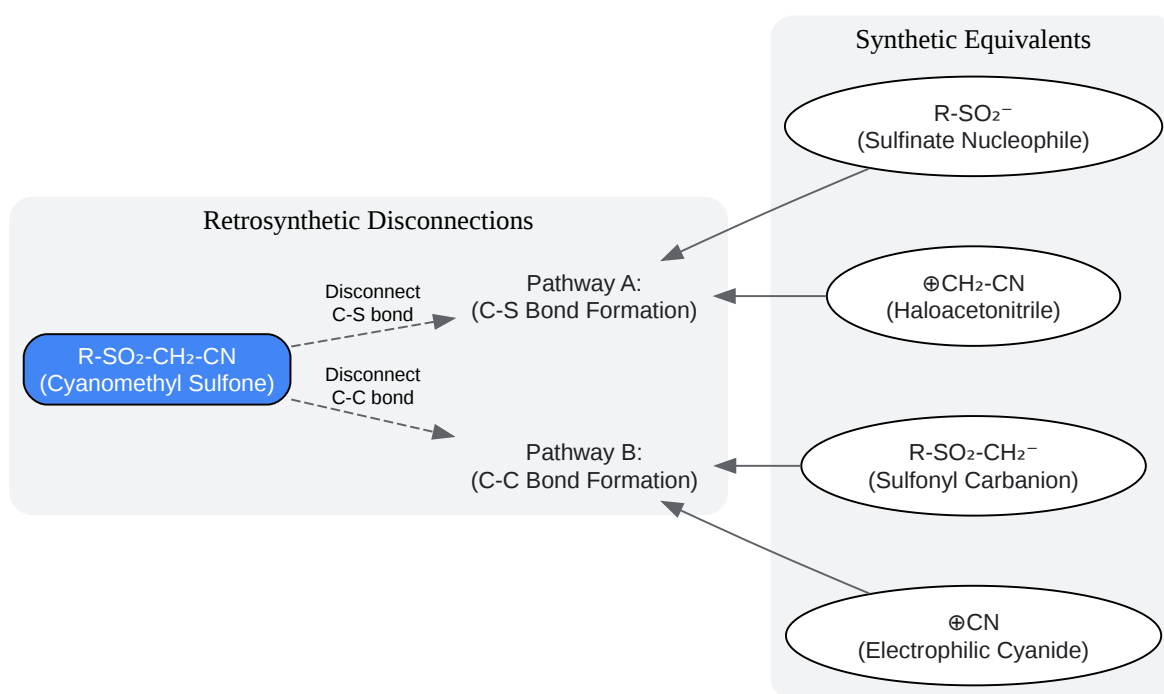 Synthetic Equivalents
R-SO₂⁻
(Sulfinate Nucleophile)
Retrosynthetic Disconnections
Disconnect
C-S bond
Pathway A:
(C-S Bond Formation)
⊕CH₂-CN
(Haloacetonitrile)
R-SO₂-CH₂-CN
(Cyanomethyl Sulfone)
Disconnect
C-C bond
Pathway B:
(C-C Bond Formation)
R-SO₂-CH₂⁻
(Sulfonyl Carbanion)
⊕CN
(Electrophilic Cyanide)